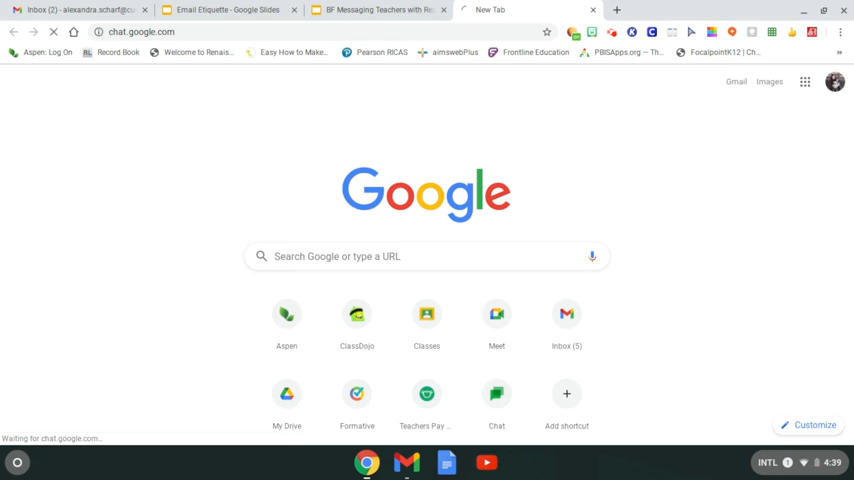 Inbox (2) - alexandra.scharf@cu
Email Etiquette - Google Slides
BF Messaging Teachers with Re
New Tab
chat.google.com
Aspen: Log On
Record Book
Welcome to Renais...
Easy How to Make...
Pearson RICAS
aimswebPlus
Frontline Education
PBISApps.org — Th...
FocalpointK12 | Ch...
»
Gmail
Images
Google
Search Google or type a URL
Aspen
ClassDojo
Classes
Meet
Inbox (5)
My Drive
Formative
Teachers Pay ...
Chat
Add shortcut
Customize
Waiting for chat.google.com...
INTL
1
4:39